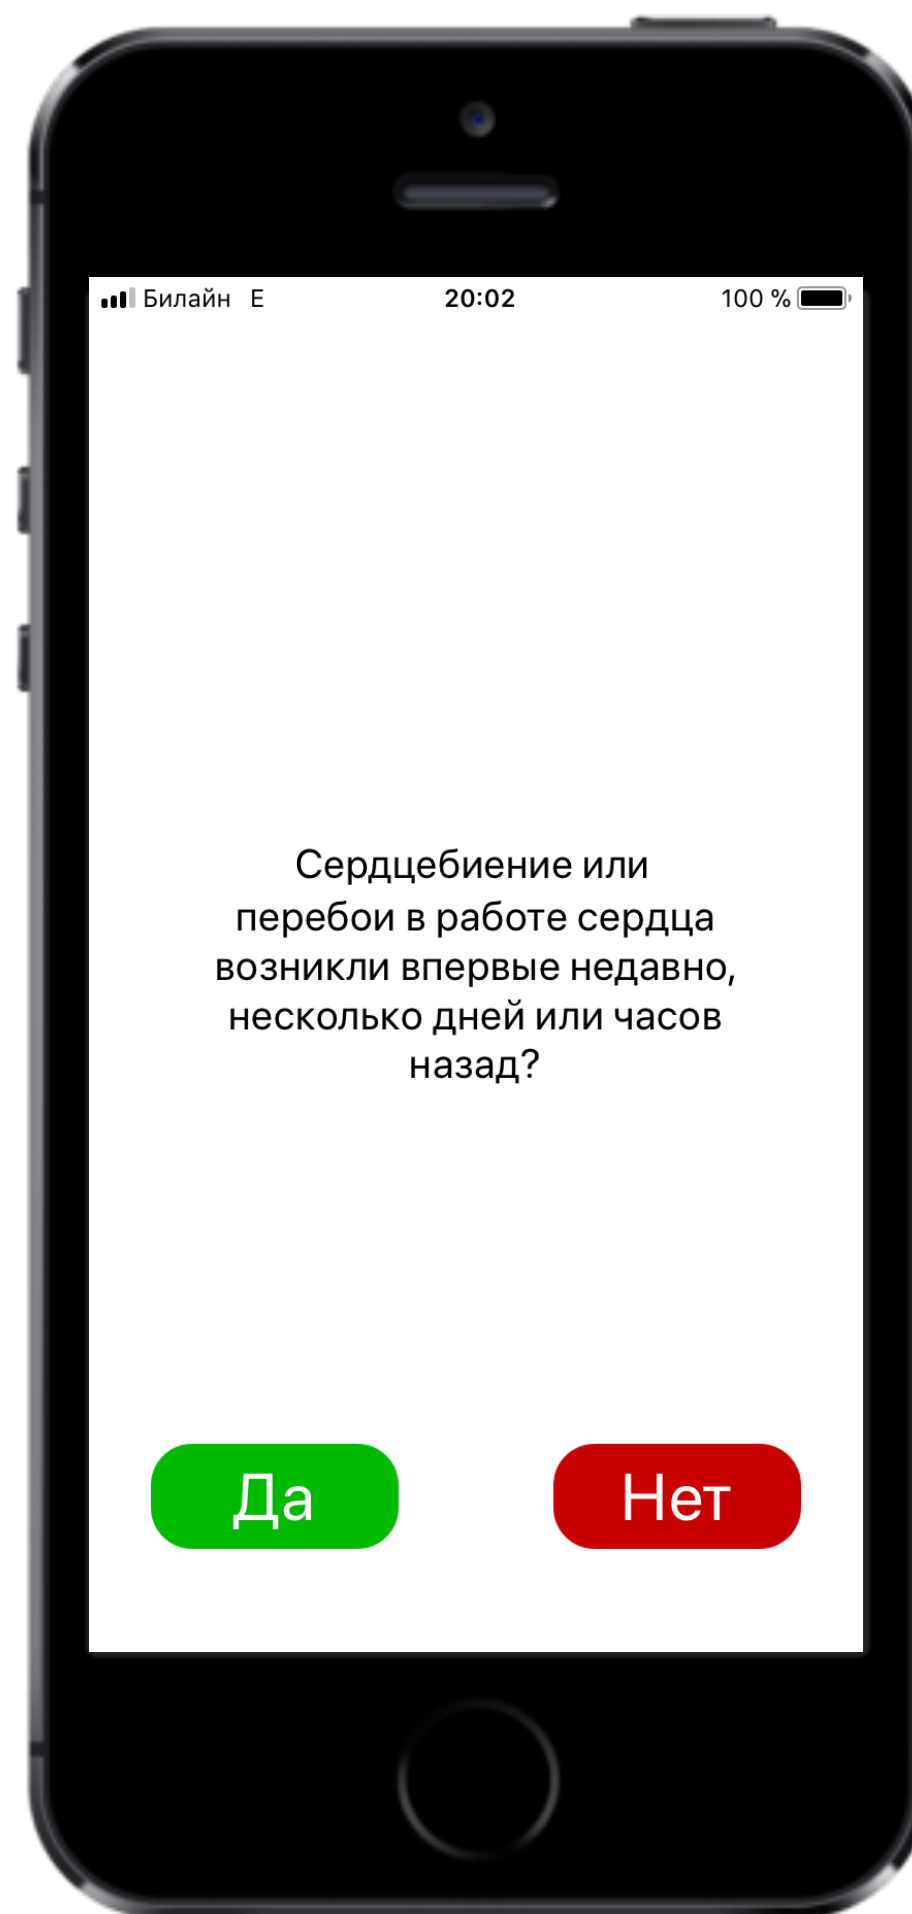 Билайн E 20:02 100 %
Сердцебиение или
перебои в работе сердца
возникли впервые недавно,
несколько дней или часов
назад?
Да Нет